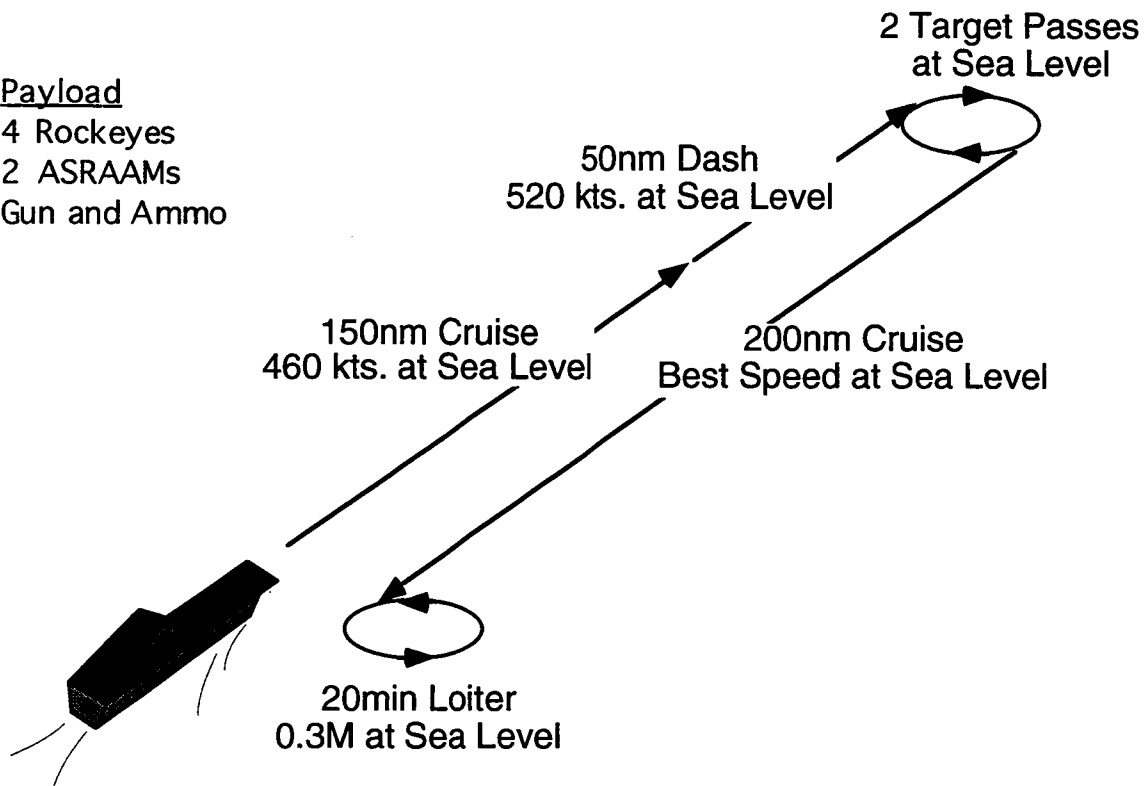 Payload
4 Rockeyes
2 ASRAAMs
Gun and Ammo
2 Target Passes
at Sea Level
50nm Dash
520 kts. at Sea Level
150nm Cruise
460 kts. at Sea Level
200nm Cruise
Best Speed at Sea Level
20min Loiter
0.3M at Sea Level